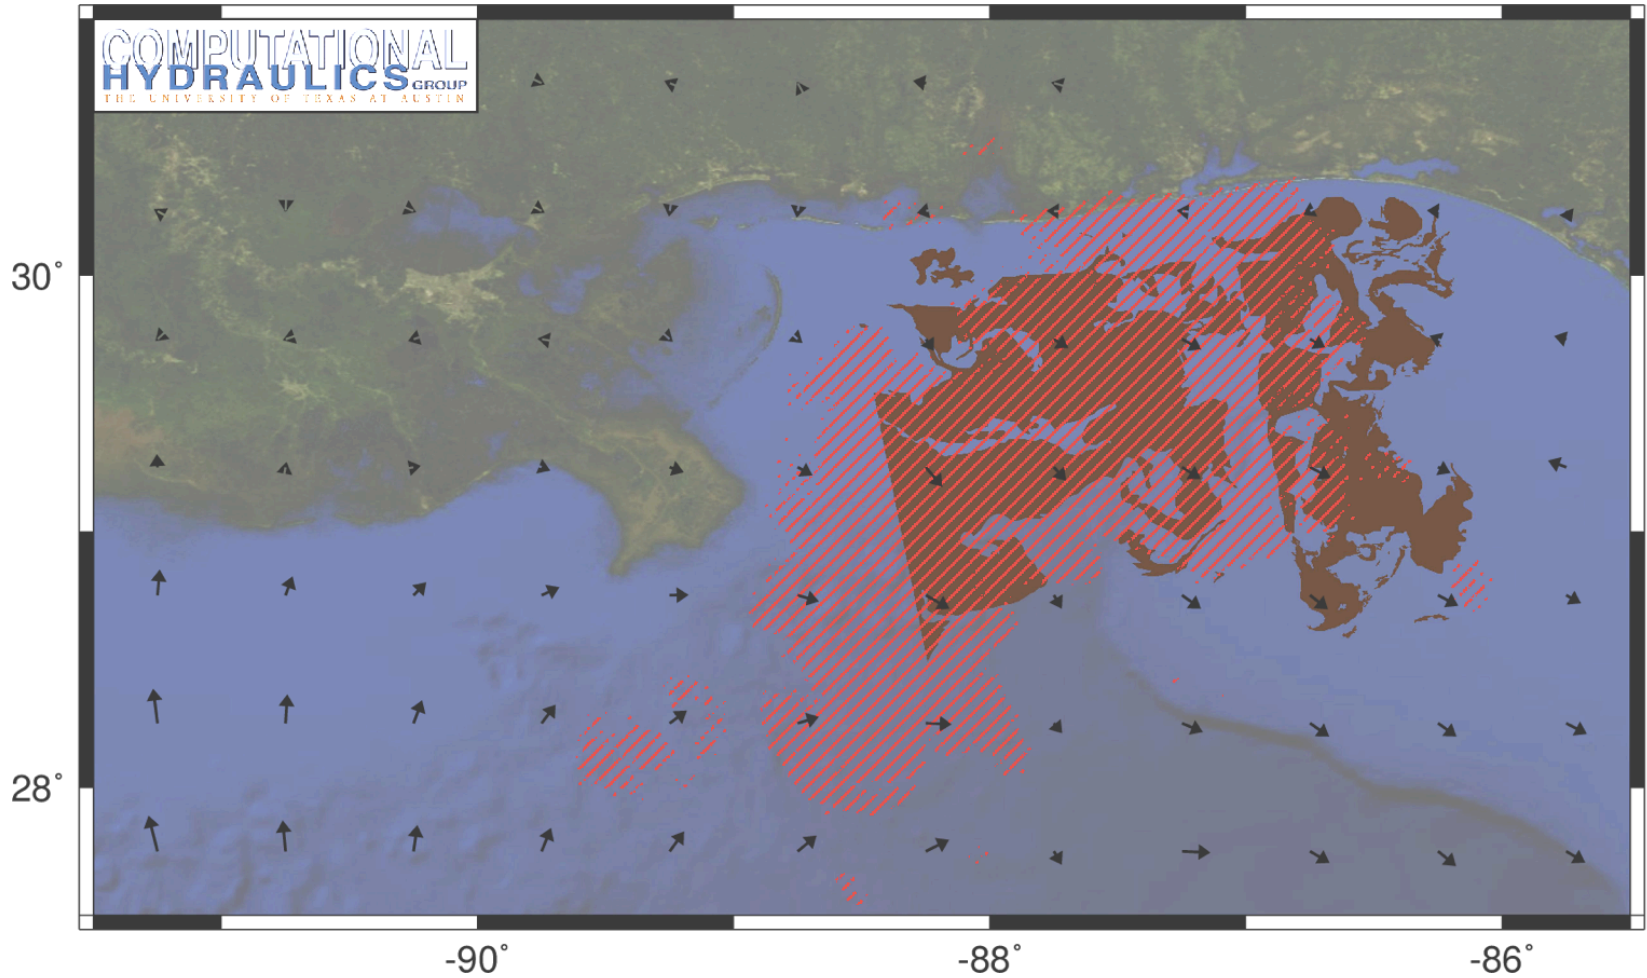 COMPUTATIONAL
HYDRAULICS GROUP
THE UNIVERSITY OF TEXAS AT AUSTIN
30°
28°
-90° -88° -86°